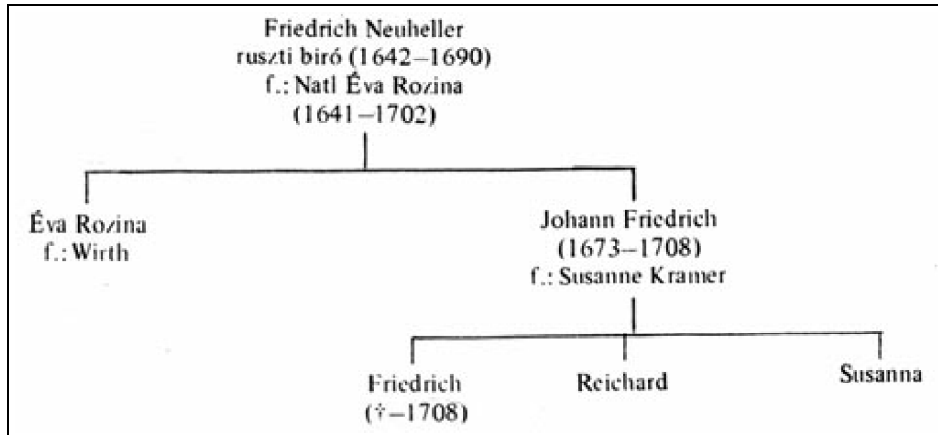 Friedrich Neuheller
ruszti biró (1642–1690)
f.: Natl Éva Rozina
(1641–1702)
Éva Rozina
f.: Wirth
Johann Friedrich
(1673–1708)
f.: Susanne Kramer
Friedrich
(†–1708)
Reichard
Susanna